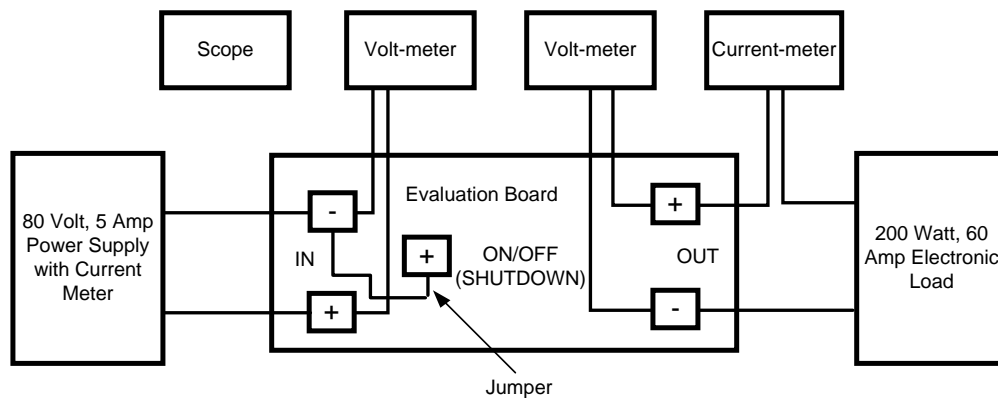 Scope
Volt-meter
Volt-meter
Current-meter
80 Volt, 5 Amp
Power Supply
with Current
Meter
-
IN
+
Evaluation Board
+
ON/OFF
(SHUTDOWN)
+
OUT
-
200 Watt, 60
Amp Electronic
Load
Jumper